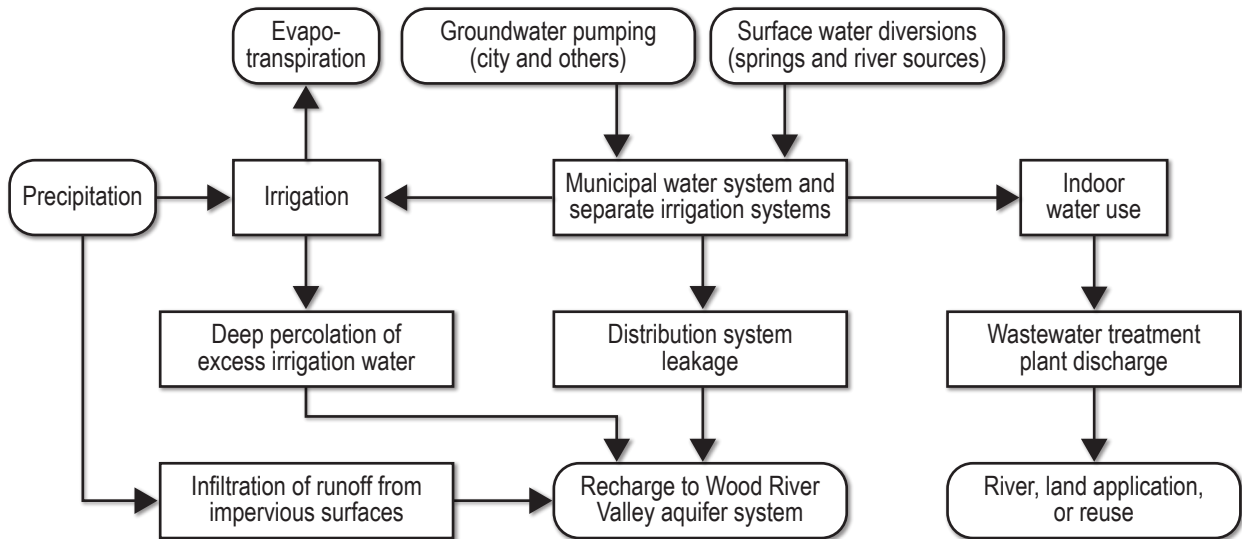 Evapo-
transpiration
Groundwater pumping
(city and others)
Surface water diversions
(springs and river sources)
Precipitation
Irrigation
Municipal water system and
separate irrigation systems
Indoor
water use
Deep percolation of
excess irrigation water
Distribution system
leakage
Wastewater treatment
plant discharge
Infiltration of runoff from
impervious surfaces
Recharge to Wood River
Valley aquifer system
River, land application,
or reuse